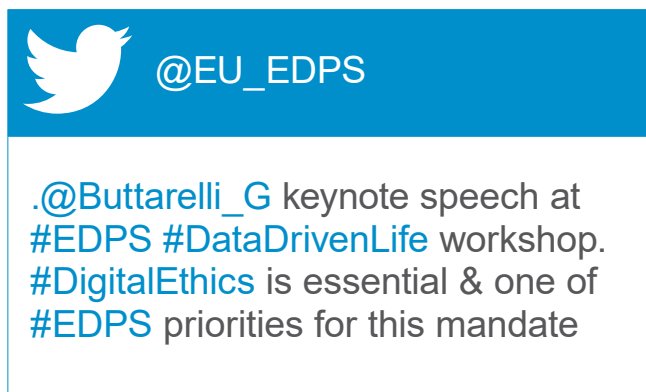 @EU_EDPS
.@Buttarelli_G keynote speech at
#EDPS #DataDrivenLife workshop.
#DigitalEthics is essential & one of
#EDPS priorities for this mandate